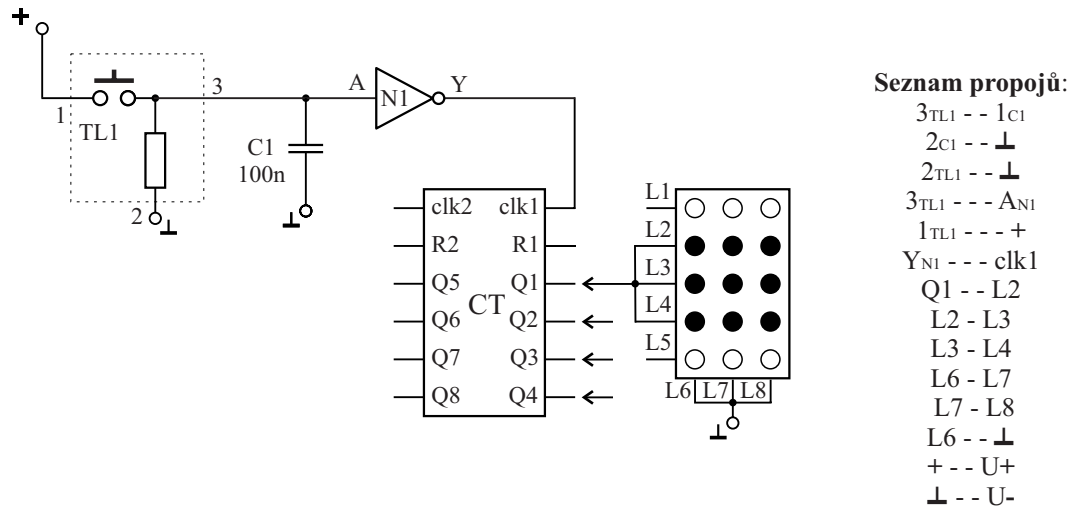 +
1
TL1
3
2
C1
100n
A
N1
Y
clk2 clk1
R2 R1
Q5 Q1
Q6 Q2
Q7 Q3
Q8 Q4
CT
L1
L2
L3
L4
L5
L6 L7 L8
Seznam propojů:
3TL1 - - 1C1
2C1 - - ⊥
2TL1 - - ⊥
3TL1 - - - AN1
1TL1 - - - +
YN1 - - - clk1
Q1 - - L2
L2 - L3
L3 - L4
L6 - L7
L7 - L8
L6 - - ⊥
+ - - U+
⊥ - - U-